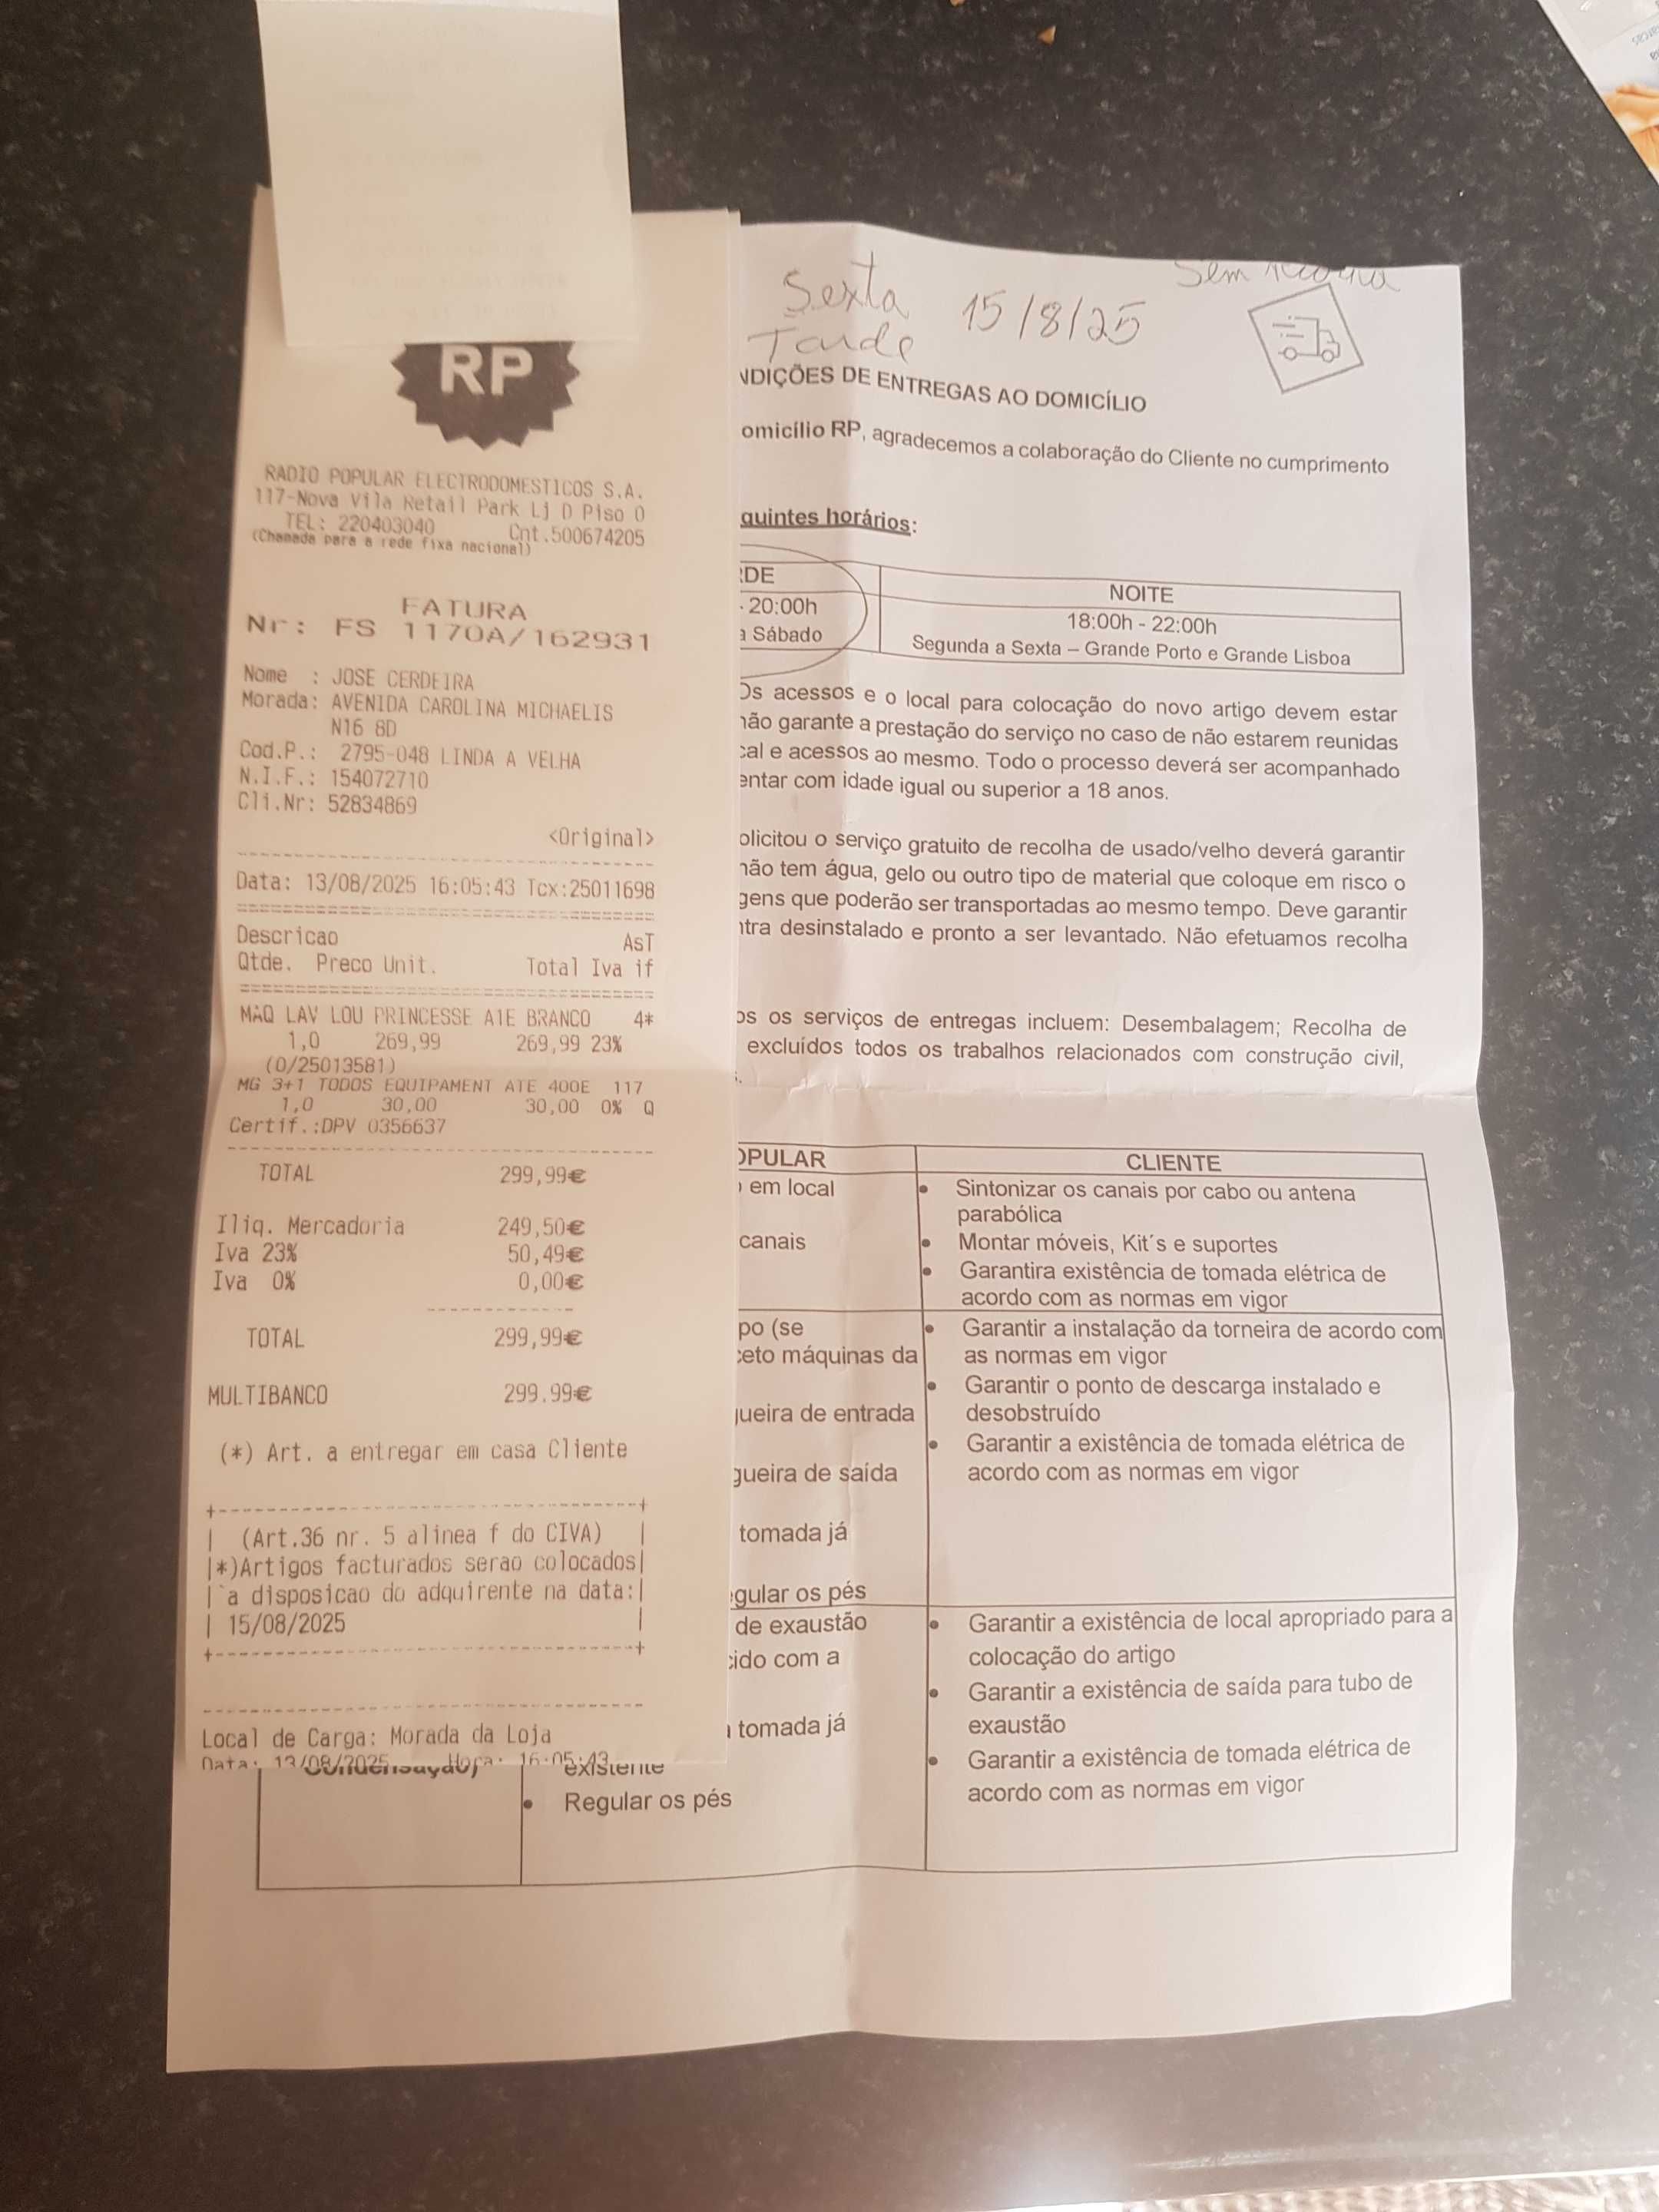 RP
RADIO POPULAR ELECTRODOMESTICOS S.A.
117-Nova Vila Retail Park Lj D Piso 0
TEL: 220403040 Cnt.500674205
(Chamada para a rede fixa nacional)
FATURA
Nr: FS 1170A/162931
Nome : JOSE CERDEIRA
Morada: AVENIDA CAROLINA MICHAELIS
N16 8D
Cod.P.: 2795-048 LINDA A VELHA
N.I.F.: 154072710
Cli.Nr: 52834869
<Original>
Data: 13/08/2025 16:05:43 Tcx:25011698
Descricao AsT
Qtde. Preco Unit. Total Iva if
MAQ LAV LOU PRINCESSE A1E BRANCO 4*
1,0 269,99 269,99 23%
(0/25013581)
MG 3+1 TODOS EQUIPAMENT ATE 400E 117
1,0 30,00 30,00 0% Q
Certif.:DPV 0356637
TOTAL 299,99€
Iliq. Mercadoria 249,50€
Iva 23% 50,49€
Iva 0% 0,00€
TOTAL 299,99€
MULTIBANCO 299.99€
(*) Art. a entregar em casa Cliente
(Art.36 nr. 5 alinea f do CIVA)
*)Artigos facturados serao colocados
`a disposicao do adquirente na data:
15/08/2025
Local de Carga: Morada da Loja
Data: 13/08/2025 Hora: 16:05:43
Sexta 15/8/25 Sem
Tarde
NDIÇÕES DE ENTREGAS AO DOMICÍLIO
omicílio RP, agradecemos a colaboração do Cliente no cumprimento
guintes horários:
RDE NOITE
- 20:00h 18:00h - 22:00h
a Sábado Segunda a Sexta – Grande Porto e Grande Lisboa
Os acessos e o local para colocação do novo artigo devem estar
não garante a prestação do serviço no caso de não estarem reunidas
cal e acessos ao mesmo. Todo o processo deverá ser acompanhado
entar com idade igual ou superior a 18 anos.
olicitou o serviço gratuito de recolha de usado/velho deverá garantir
não tem água, gelo ou outro tipo de material que coloque em risco o
gens que poderão ser transportadas ao mesmo tempo. Deve garantir
ntra desinstalado e pronto a ser levantado. Não efetuamos recolha
os os serviços de entregas incluem: Desembalagem; Recolha de
excluídos todos os trabalhos relacionados com construção civil,
OPULAR CLIENTE
em local
canais
• Sintonizar os canais por cabo ou antena
parabólica
• Montar móveis, Kit´s e suportes
• Garantira existência de tomada elétrica de
acordo com as normas em vigor
po (se
ceto máquinas da
gueira de entrada
gueira de saída
tomada já
egular os pés
• Garantir a instalação da torneira de acordo com
as normas em vigor
• Garantir o ponto de descarga instalado e
desobstruído
• Garantir a existência de tomada elétrica de
acordo com as normas em vigor
de exaustão
cido com a
tomada já
existente
• Regular os pés
• Garantir a existência de local apropriado para a
colocação do artigo
• Garantir a existência de saída para tubo de
exaustão
• Garantir a existência de tomada elétrica de
acordo com as normas em vigor